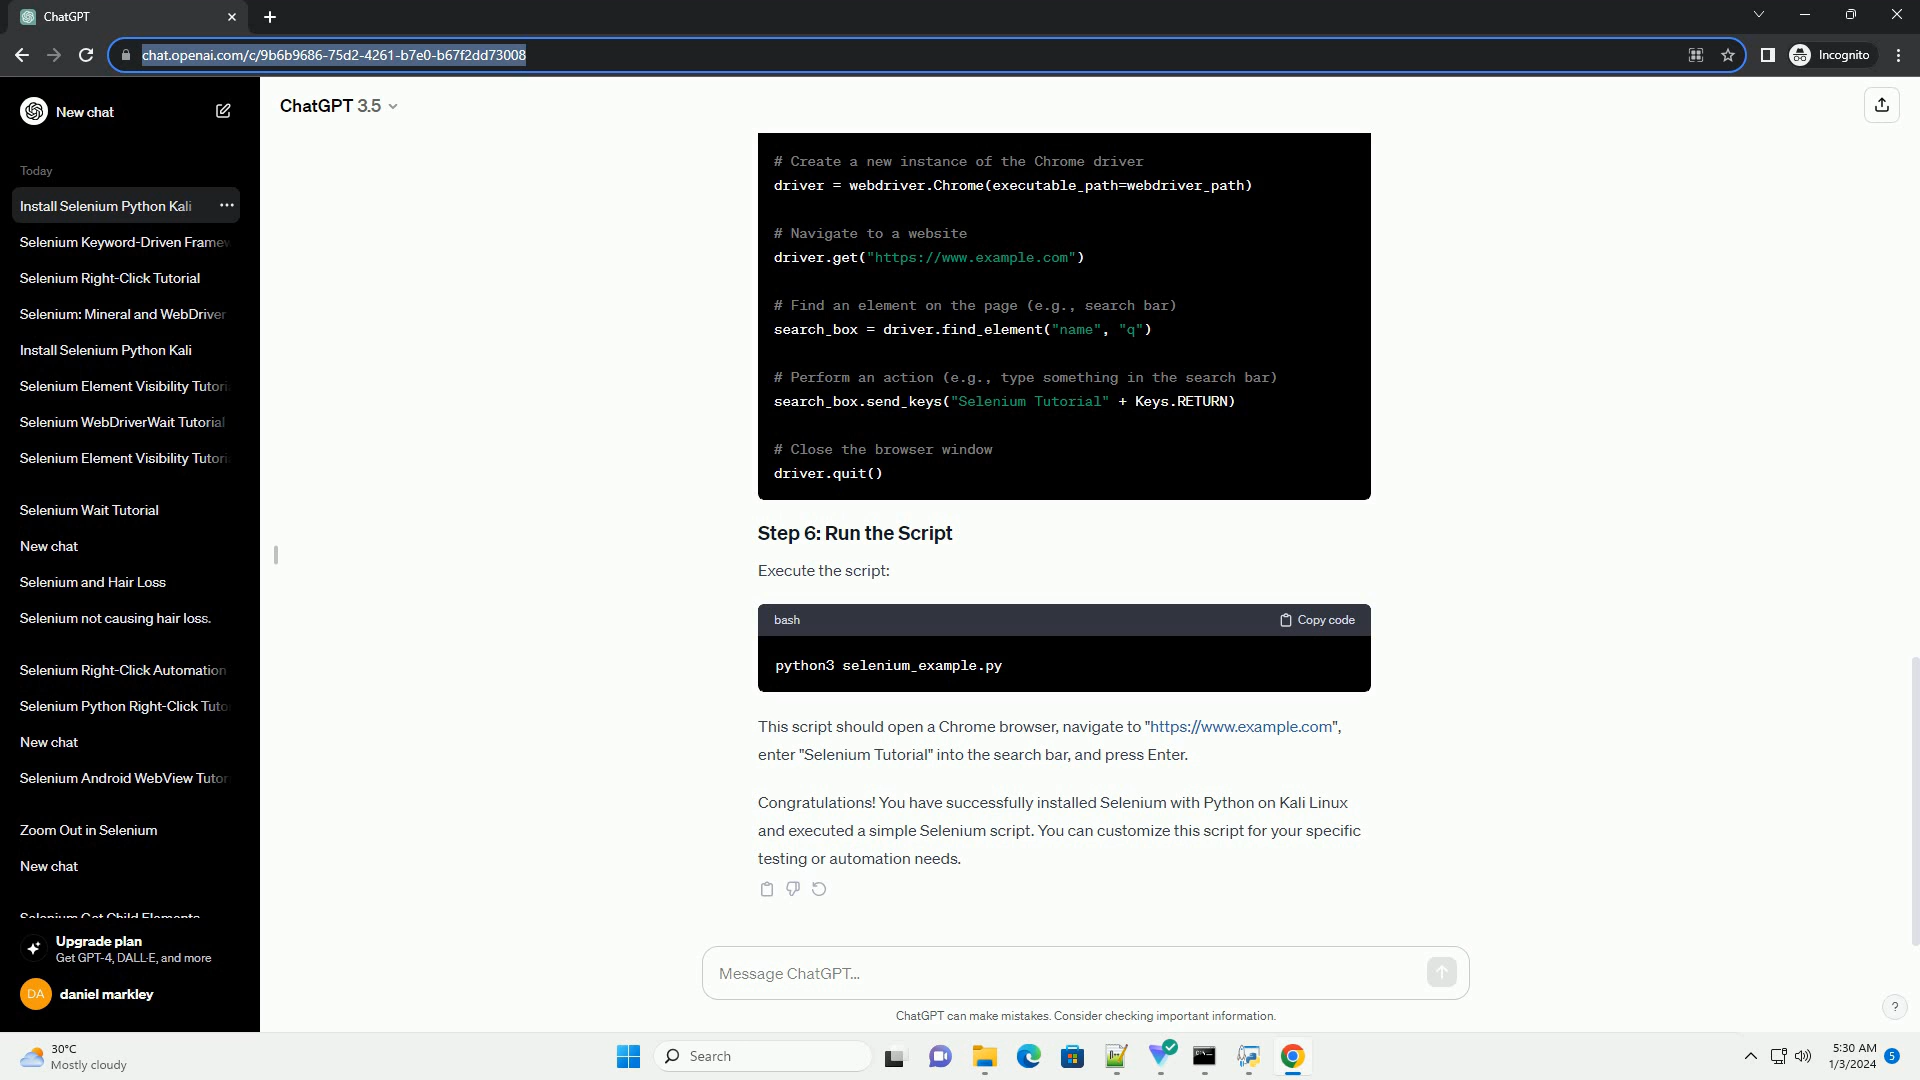 ChatGPT
chat.openai.com/c/9b6b9686-75d2-4261-b7e0-b67f2dd73008
Incognito
New chat
Today
Install Selenium Python Kali
Selenium Keyword-Driven Framew
Selenium Right-Click Tutorial
Selenium: Mineral and WebDriver
Install Selenium Python Kali
Selenium Element Visibility Tutori
Selenium WebDriverWait Tutorial
Selenium Element Visibility Tutori
Selenium Wait Tutorial
New chat
Selenium and Hair Loss
Selenium not causing hair loss.
Selenium Right-Click Automation
Selenium Python Right-Click Tuto
New chat
Selenium Android WebView Tutor
Zoom Out in Selenium
New chat
Selenium Get Child Elements
Upgrade plan
Get GPT-4, DALL·E, and more
DA
daniel markley
ChatGPT 3.5
# Create a new instance of the Chrome driver
driver = webdriver.Chrome(executable_path=webdriver_path)
# Navigate to a website
driver.get("https://www.example.com")
# Find an element on the page (e.g., search bar)
search_box = driver.find_element("name", "q")
# Perform an action (e.g., type something in the search bar)
search_box.send_keys("Selenium Tutorial" + Keys.RETURN)
# Close the browser window
driver.quit()
Step 6: Run the Script
Execute the script:
bash
Copy code
python3 selenium_example.py
This script should open a Chrome browser, navigate to "https://www.example.com",
enter "Selenium Tutorial" into the search bar, and press Enter.
Congratulations! You have successfully installed Selenium with Python on Kali Linux
and executed a simple Selenium script. You can customize this script for your specific
testing or automation needs.
Message ChatGPT...
ChatGPT can make mistakes. Consider checking important information.
?
30°C
Mostly cloudy
Search
5:30 AM
1/3/2024
5